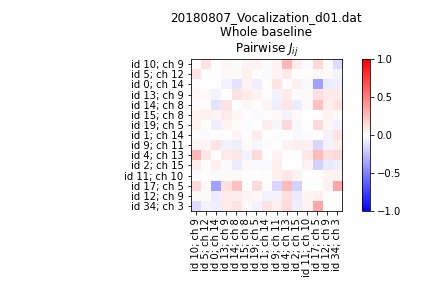 20180807_Vocalization_d01.dat
Whole baseline
Pairwise J_ij
id 10; ch 9
id 5; ch 12
id 0; ch 14
id 13; ch 9
id 14; ch 8
id 15; ch 8
id 19; ch 5
id 1; ch 14
id 9; ch 11
id 4; ch 13
id 2; ch 15
id 11; ch 10
id 17; ch 5
id 12; ch 9
id 34; ch 3
1.0
0.5
0.0
−0.5
−1.0
id 10; ch 9
id 5; ch 12
id 0; ch 14
id 13; ch 9
id 14; ch 8
id 15; ch 8
id 19; ch 5
id 1; ch 14
id 9; ch 11
id 4; ch 13
id 2; ch 15
id 11; ch 10
id 17; ch 5
id 12; ch 9
id 34; ch 3